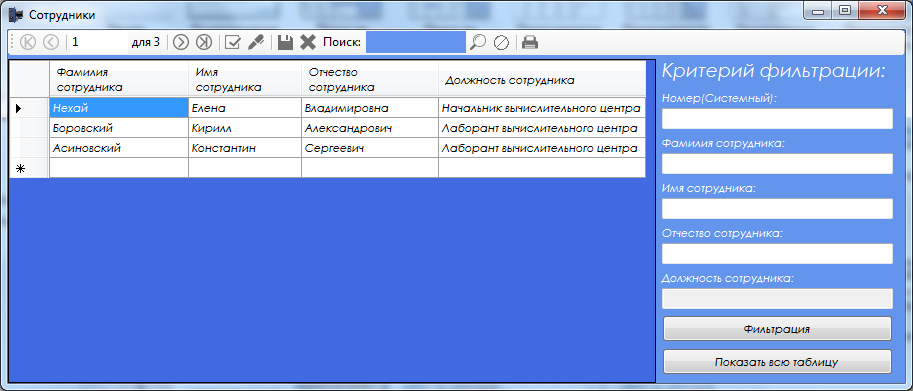 Сотрудники
1 для 3 Поиск:
Фамилия сотрудника Имя сотрудника Отчество сотрудника Должность сотрудника
Нехай Елена Владимировна Начальник вычислительного центра
Боровский Кирилл Александрович Лаборант вычислительного центра
Асиновский Константин Сергеевич Лаборант вычислительного центра
Критерий фильтрации:
Номер(Системный):
Фамилия сотрудника:
Имя сотрудника:
Отчество сотрудника:
Должность сотрудника:
Фильтрация
Показать всю таблицу